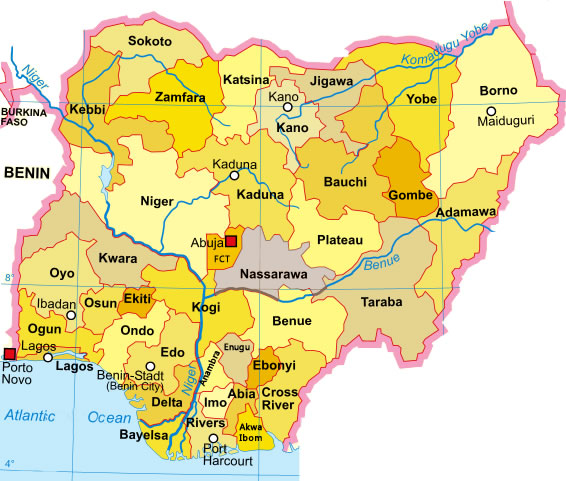 Sokoto
Niger
Komadugu Yobe
Katsina
Jigawa
Kebbi
Zamfara
Kano
Yobe
Borno
BURKINA
FASO
Kano
Maiduguri
BENIN
Kaduna
Bauchi
Gombe
Niger
Kaduna
Adamawa
Abuja
FCT
Plateau
Kwara
Nassarawa
Benue
Oyo
8°
Taraba
Ibadan
Osun
Ekiti
Kogi
Benue
Ogun
Ondo
Lagos
Edo
Anambra
Enugu
Ebonyi
Porto
Novo
Lagos
Benin-Stadt
(Benin City)
Niger
Imo
Abia
Cross
River
Delta
Atlantic Ocean
Bayelsa
Rivers
Akwa
Ibom
Port
Harcourt
4°